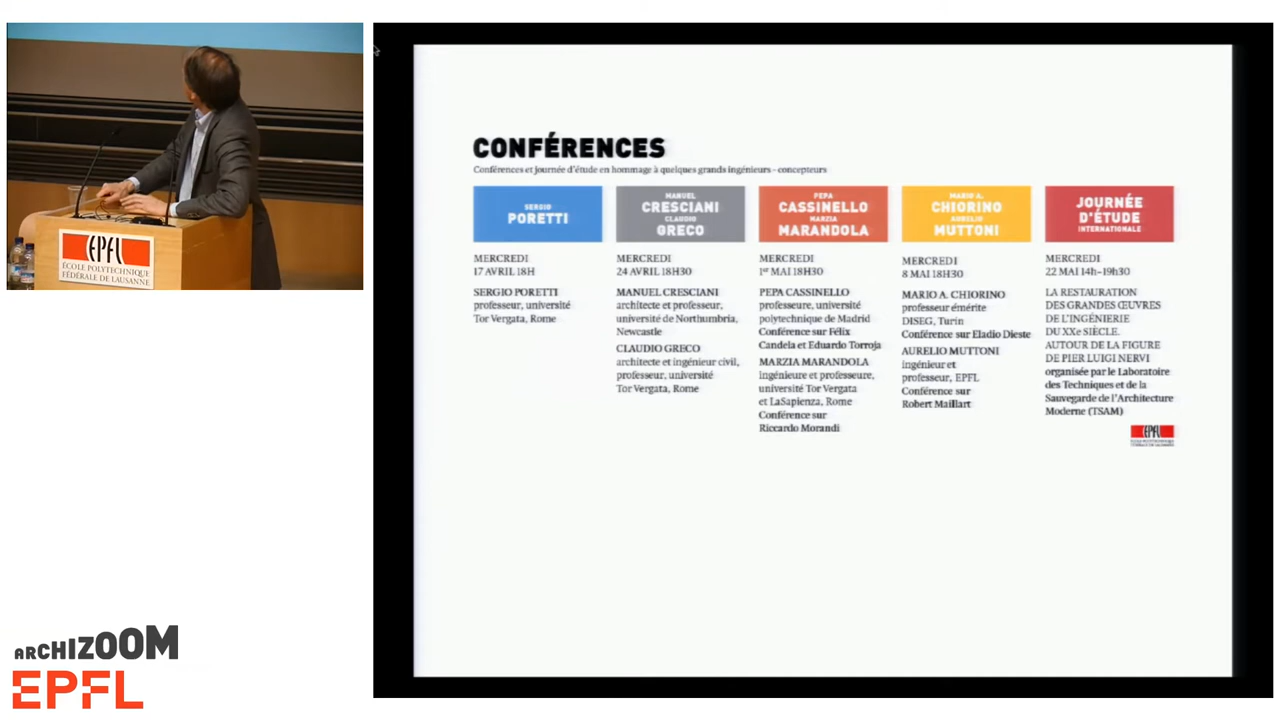 EPFL
ÉCOLE POLYTECHNIQUE
FÉDÉRALE DE LAUSANNE
ARCHIZOOM
EPFL
CONFÉRENCES
Conférences et journée d'étude en hommage à quelques grands ingénieurs - concepteurs
SERGIO
PORETTI
MERCREDI
17 AVRIL 18H
SERGIO PORETTI
professeur, université
Tor Vergata, Rome
MANUEL
CRESCIANI
CLAUDIO
GRECO
MERCREDI
24 AVRIL 18H30
MANUEL CRESCIANI
architecte et professeur,
université de Northumbria,
Newcastle
CLAUDIO GRECO
architecte et ingénieur civil,
professeur, université
Tor Vergata, Rome
PEPA
CASSINELLO
MARZIA
MARANDOLA
MERCREDI
1er MAI 18H30
PEPA CASSINELLO
professeure, université
polytechnique de Madrid
Conférence sur Félix
Candela et Eduardo Torroja
MARZIA MARANDOLA
ingénieure et professeure,
université Tor Vergata
et LaSapienza, Rome
Conférence sur
Riccardo Morandi
MARIO A.
CHIORINO
AURELIO
MUTTONI
MERCREDI
8 MAI 18H30
MARIO A. CHIORINO
professeur émérite
DISEG, Turin
Conférence sur Eladio Dieste
AURELIO MUTTONI
ingénieur et
professeur, EPFL
Conférence sur
Robert Maillart
JOURNÉE
D'ÉTUDE
INTERNATIONALE
MERCREDI
22 MAI 14h-19h30
LA RESTAURATION
DES GRANDES ŒUVRES
DE L'INGÉNIERIE
DU XXe SIÈCLE.
AUTOUR DE LA FIGURE
DE PIER LUIGI NERVI
organisée par le Laboratoire
des Techniques et de la
Sauvegarde de l'Architecture
Moderne (TSAM)
EPFL
ÉCOLE POLYTECHNIQUE
FÉDÉRALE DE LAUSANNE